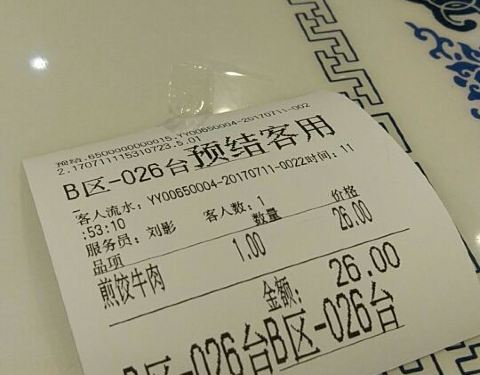 预结:6500000000015,YY00650004-20170711-002
2.170711115310723.5.01
B区-026台预结客用
客人流水:YY00650004-20170711-0022时间:11
:53:10
客人数:1
服务员:刘影
品项 数量 价格
煎饺牛肉 1.00 26.00
金额: 26.00
B区-026台B区-026台